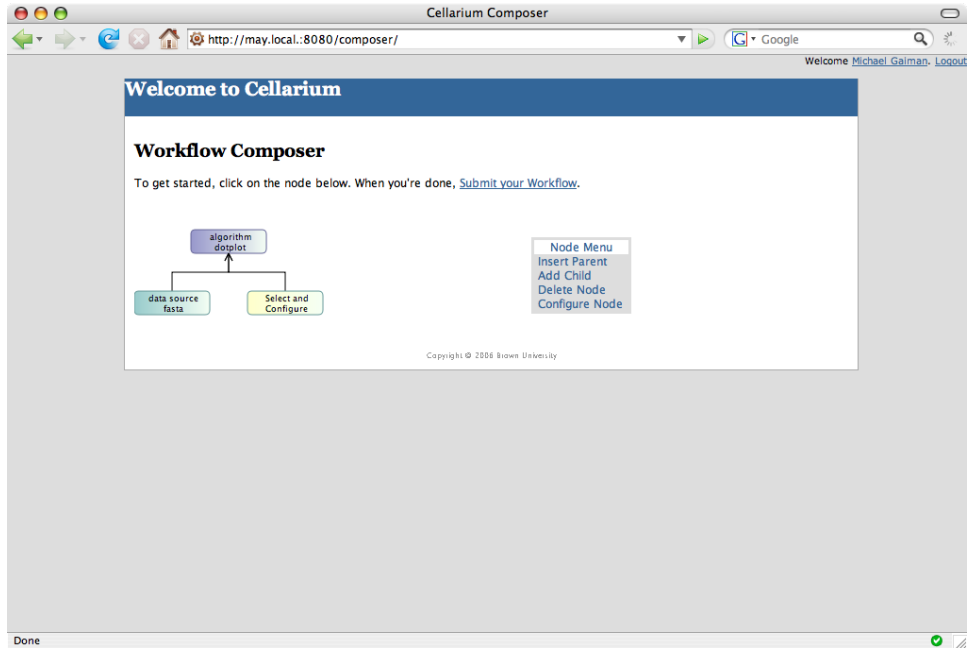 Cellarium Composer
http://may.local.:8080/composer/
G Google
Welcome Michael Gaiman. Logout
Welcome to Cellarium
Workflow Composer
To get started, click on the node below. When you're done, Submit your Workflow.
algorithm
dotplot
data source
fasta
Select and
Configure
Node Menu
Insert Parent
Add Child
Delete Node
Configure Node
Copyright © 2006 Brown University
Done